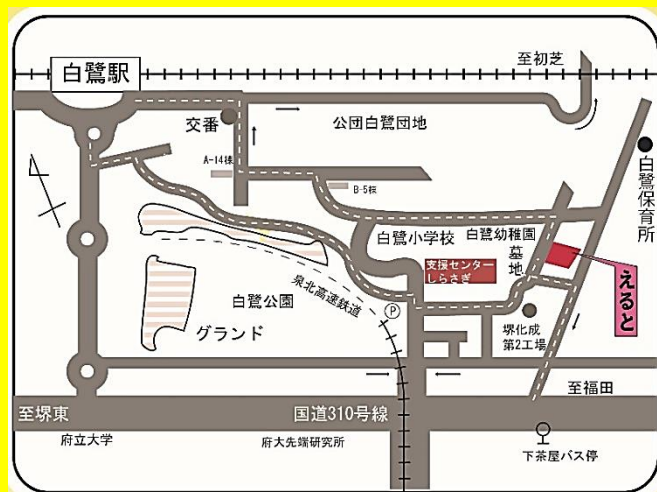 至初芝
白鷺駅
交番
公団白鷺団地
A-14棟
B-5棟
白鷺保育所
白鷺小学校
白鷺幼稚園
墓地
支援センター
しらさぎ
えると
泉北高速鉄道
白鷺公園
グランド
P
堺化成
第2工場
至福田
至堺東
国道310号線
府立大学
府大先端研究所
下茶屋バス停